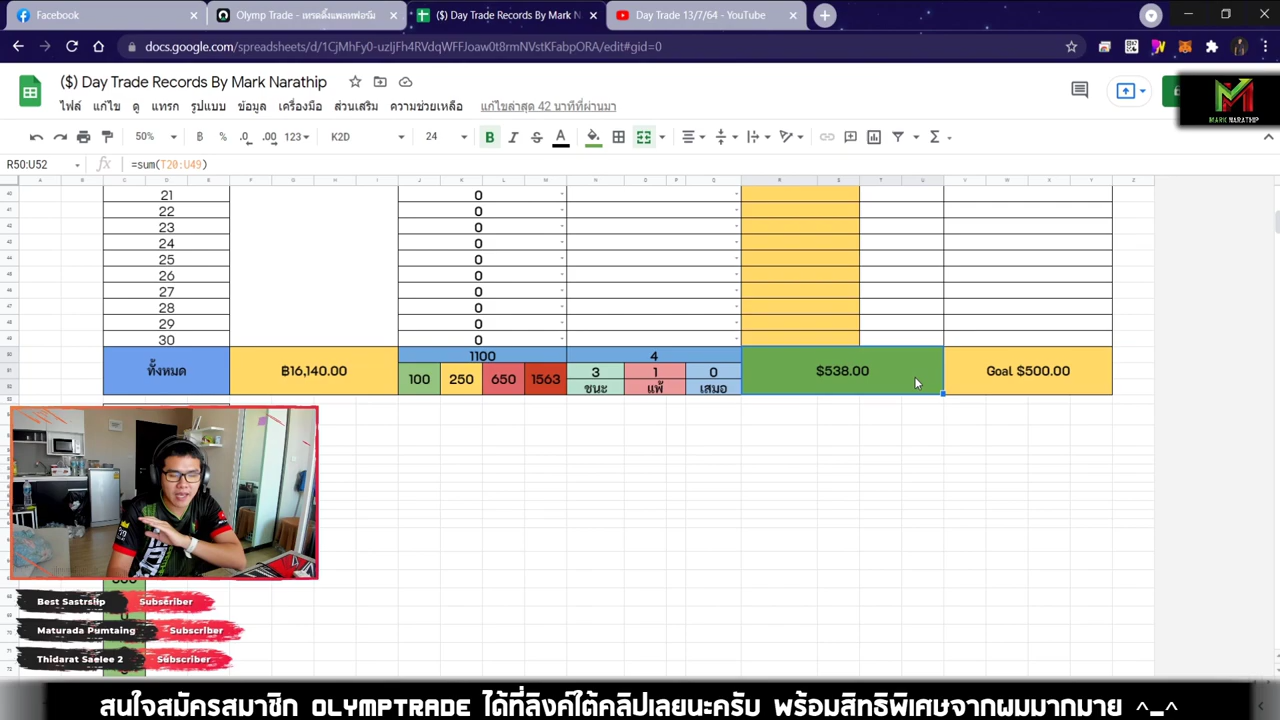 Facebook
Olymp Trade - เทรดดิ้งแพลทฟอร์ม
($) Day Trade Records By Mark N
Day Trade 13/7/64 - YouTube
docs.google.com/spreadsheets/d/1CjMhFy0-uzIjFh4RVdqWFFJoaw0t8rmNVstKFabpORA/edit#gid=0
($) Day Trade Records By Mark Narathip
ไฟล์ แก้ไข ดู แทรก รูปแบบ ข้อมูล เครื่องมือ ส่วนเสริม ความช่วยเหลือ แก้ไขล่าสุด 42 นาทีที่ผ่านมา
MARK NARATHIP
50% ฿ % .0 .00 123 K2D 24 B I S A Σ
R50:U52 fx =sum(T20:U49)
21 0
22 0
23 0
24 0
25 0
26 0
27 0
28 0
29 0
30 0
ทั้งหมด ฿16,140.00 1100 4 $538.00 Goal $500.00
100 250 650 1563 3 1 0
ชนะ แพ้ เสมอ
Best Sastrslip Subscriber
Maturada Pumtaing Subscriber
Thidarat Saelee 2 Subscriber
สนใจสมัครสมาชิก OLYMPTRADE ได้ที่ลิงค์ใต้คลิปเลยนะครับ พร้อมสิทธิพิเศษจากผมมากมาย ^_^